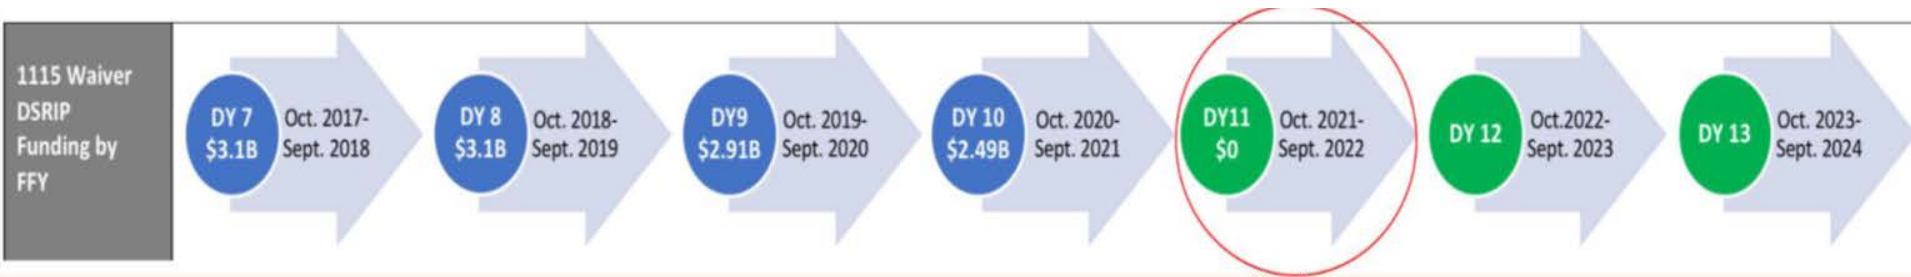 1115 Waiver
DSRIP
Funding by
FFY
DY 7
$3.1B
Oct. 2017-
Sept. 2018
DY 8
$3.1B
Oct. 2018-
Sept. 2019
DY9
$2.91B
Oct. 2019-
Sept. 2020
DY 10
$2.49B
Oct. 2020-
Sept. 2021
DY11
$0
Oct. 2021-
Sept. 2022
DY 12
Oct.2022-
Sept. 2023
DY 13
Oct. 2023-
Sept. 2024